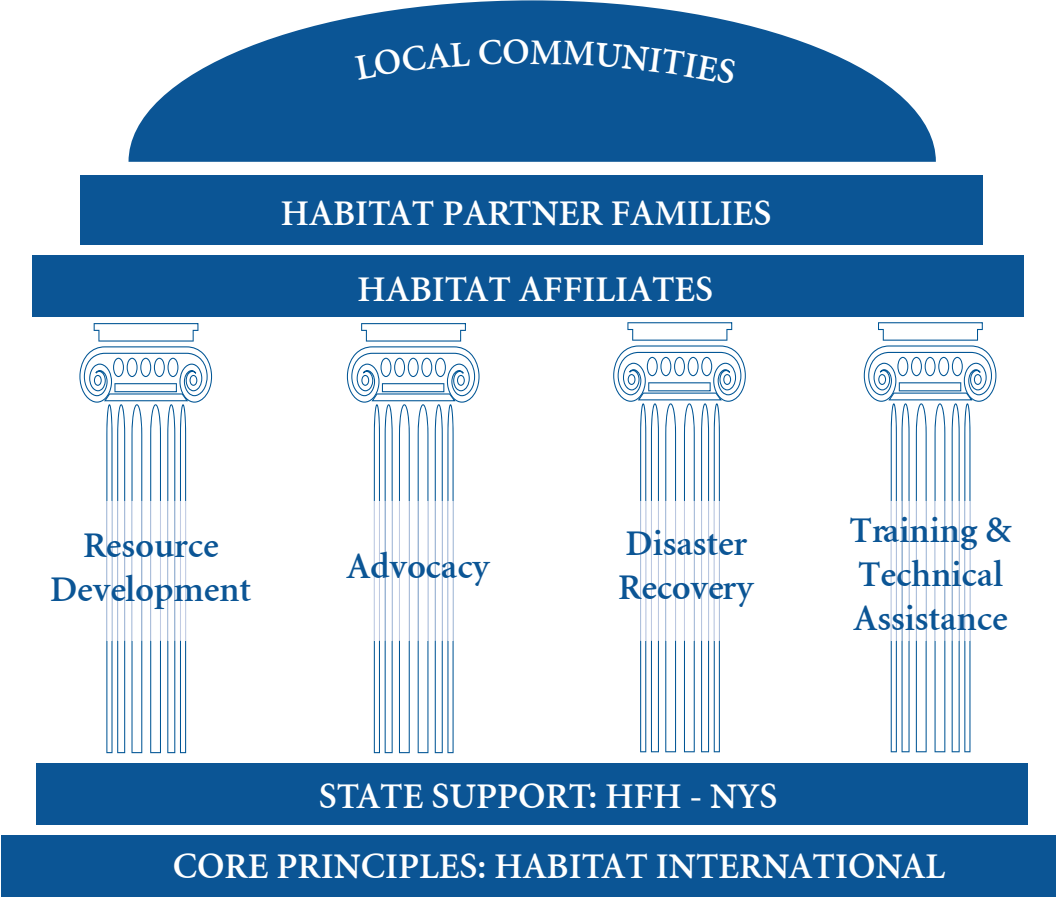 LOCAL COMMUNITIES
HABITAT PARTNER FAMILIES
HABITAT AFFILIATES
Resource
Development
Advocacy
Disaster
Recovery
Training &
Technical
Assistance
STATE SUPPORT: HFH - NYS
CORE PRINCIPLES: HABITAT INTERNATIONAL